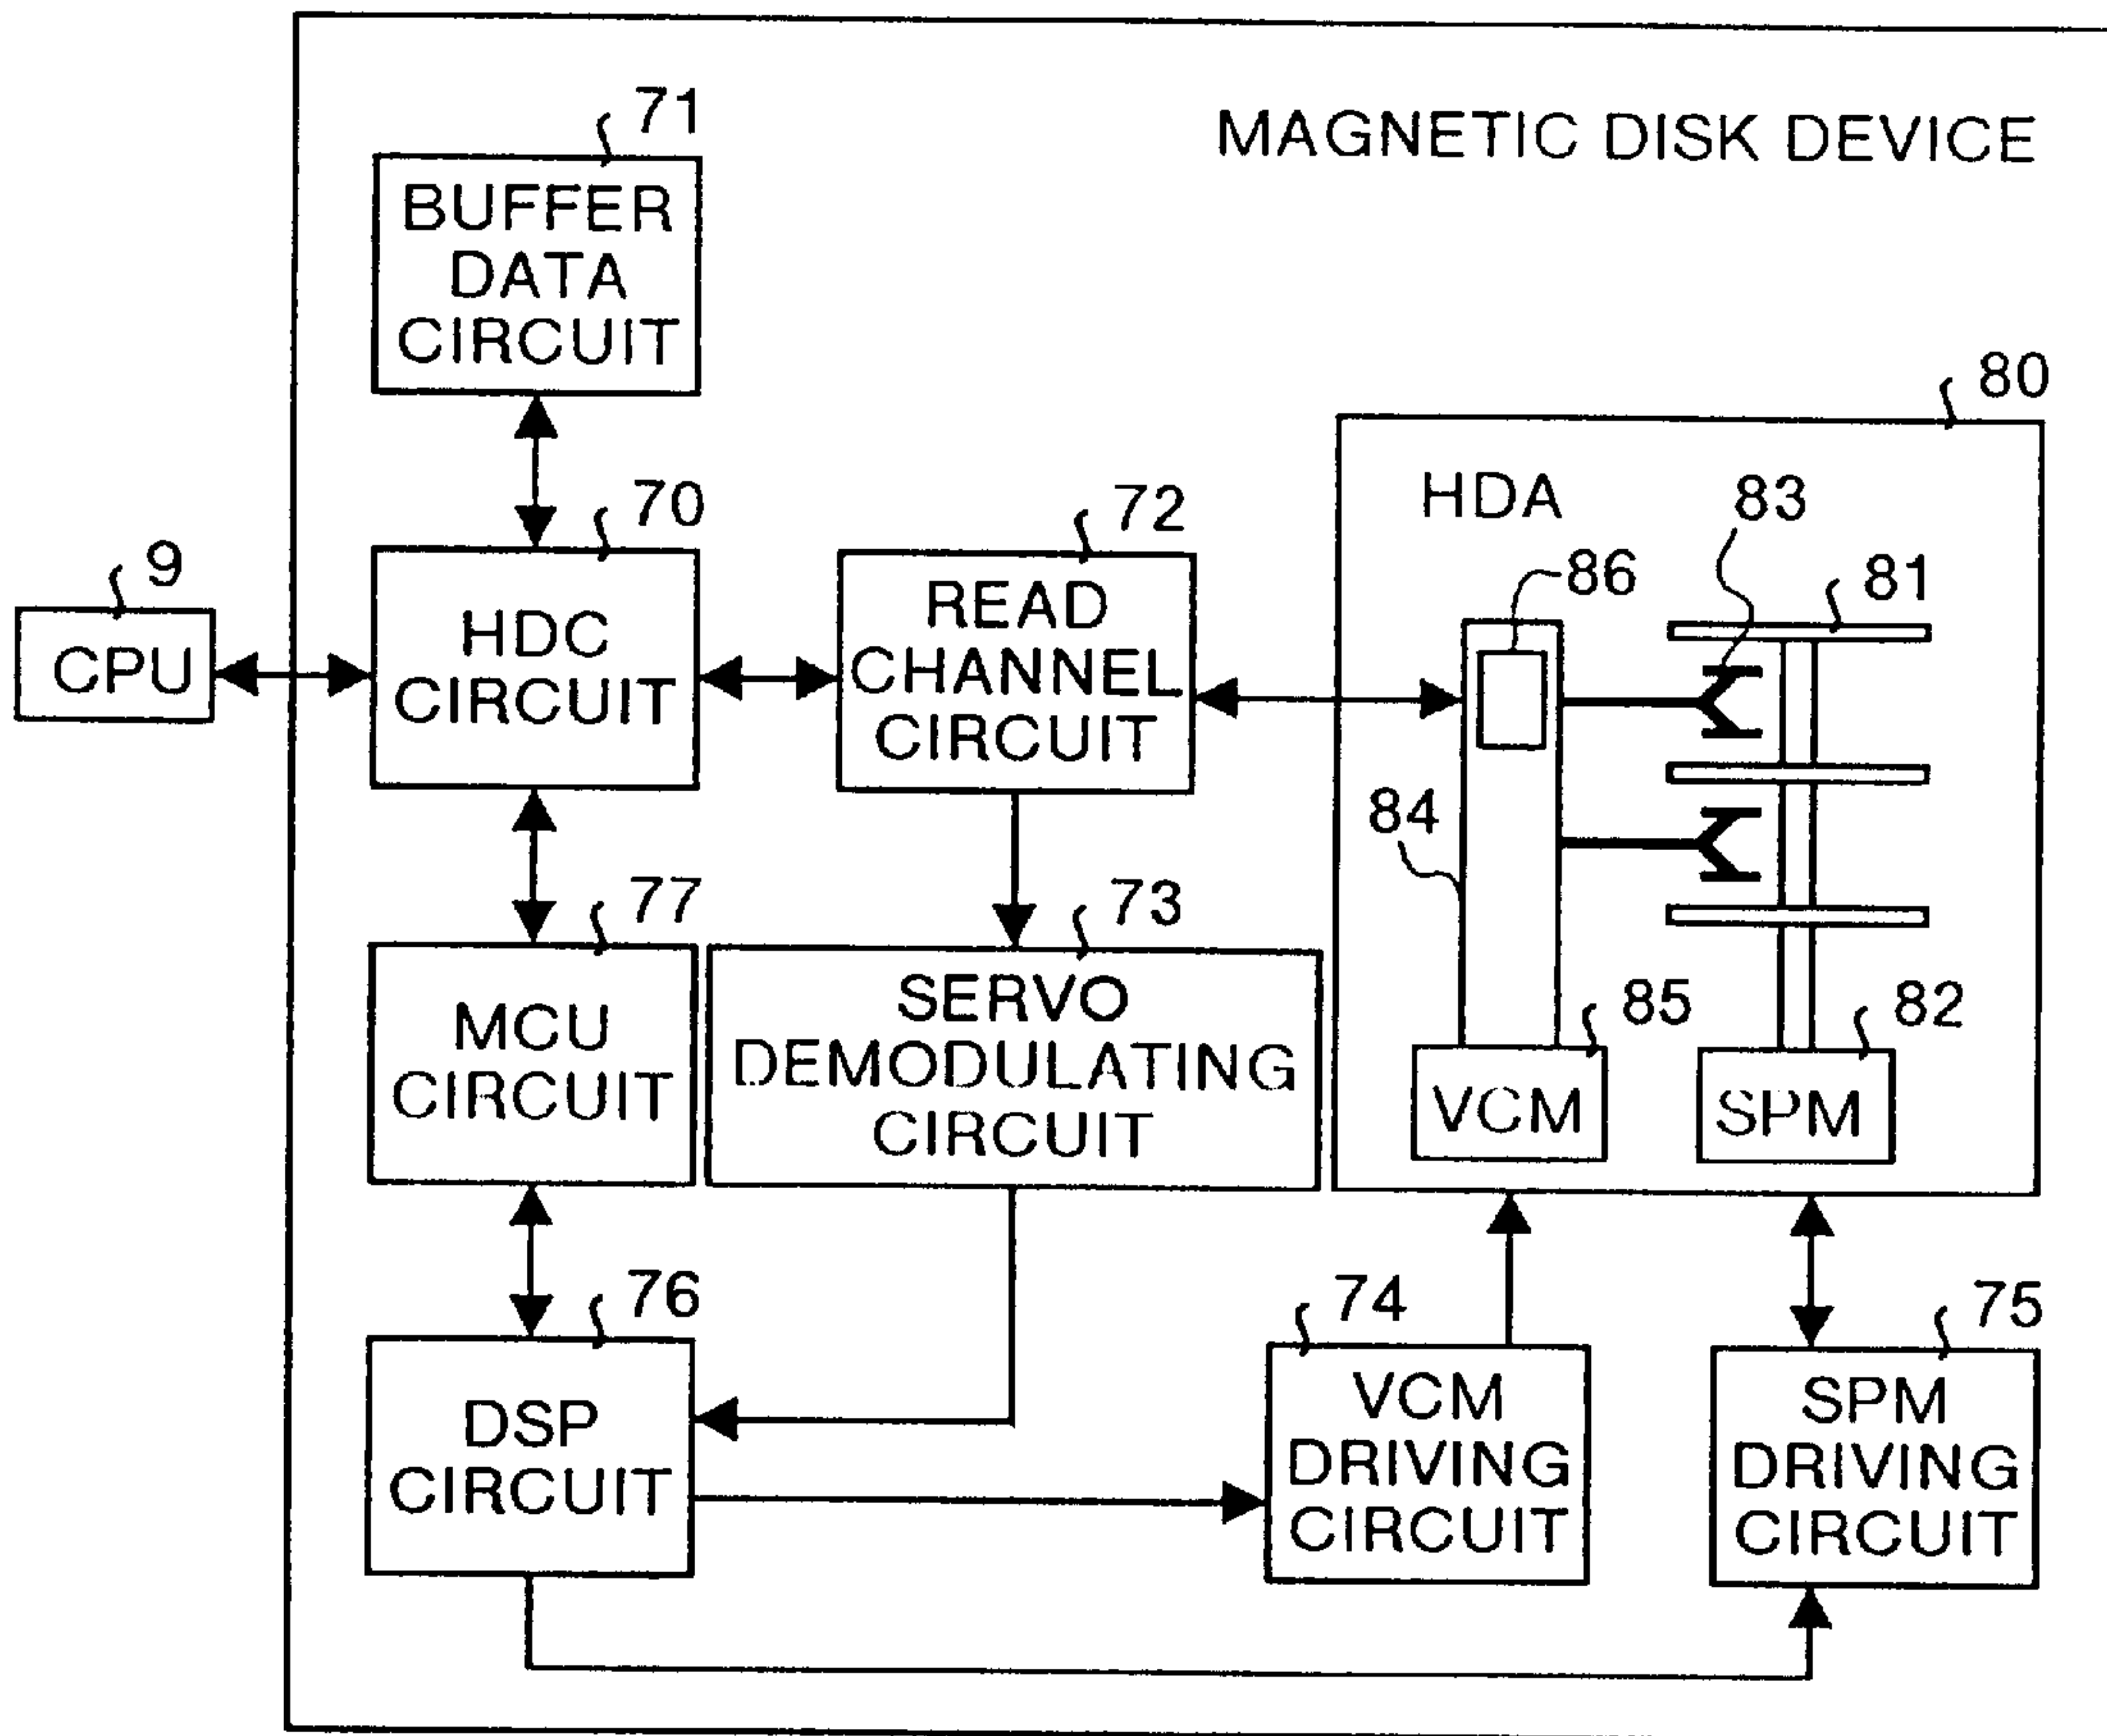 MAGNETIC DISK DEVICE
71
BUFFER
DATA
CIRCUIT
80
HDA
83
86
81
70
HDC
CIRCUIT
72
READ
CHANNEL
CIRCUIT
9
CPU
84
77
MCU
CIRCUIT
73
SERVO
DEMODULATING
CIRCUIT
85
VCM
82
SPM
76
DSP
CIRCUIT
74
VCM
DRIVING
CIRCUIT
75
SPM
DRIVING
CIRCUIT